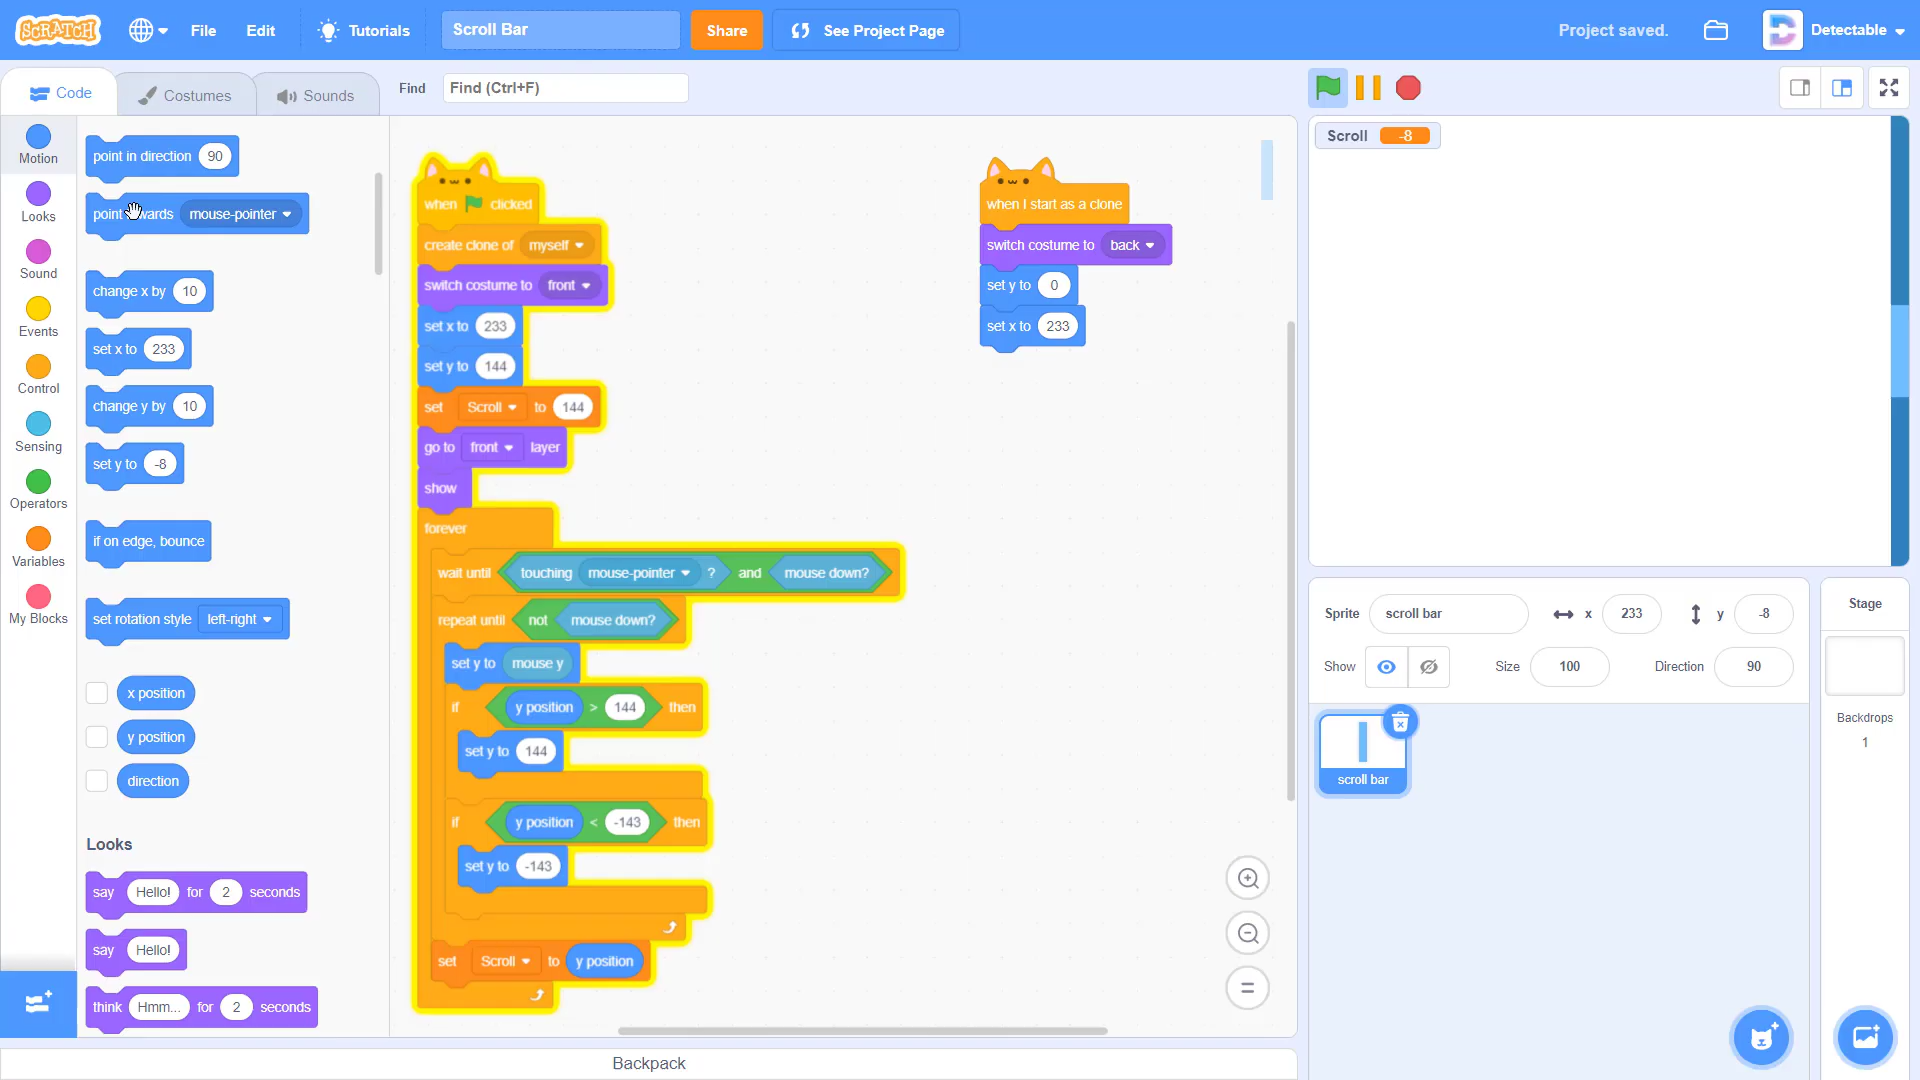 SCRATCH
File
Edit
Tutorials
Scroll Bar
Share
See Project Page
Project saved.
Detectable
Code
Costumes
Sounds
Find
Find (Ctrl+F)
Motion
Looks
Sound
Events
Control
Sensing
Operators
Variables
My Blocks
point in direction 90
mouse-pointer
change x by 10
set x to 233
change y by 10
set y to -8
if on edge, bounce
set rotation style left-right
x position
y position
direction
Looks
say Hello! for 2 seconds
say Hello!
think Hmm... for 2 seconds
when clicked
create clone of myself
switch costume to front
set x to 233
set y to 144
set Scroll to 144
go to front layer
show
forever
wait until touching mouse-pointer ? and mouse down?
repeat until not mouse down?
set y to mouse y
if y position > 144 then
set y to 144
if y position < -143 then
set y to -143
set Scroll to y position
when I start as a clone
switch costume to back
set y to 0
set x to 233
Backpack
Scroll -8
Sprite scroll bar x 233 y -8
Show Size 100 Direction 90
scroll bar
Stage
Backdrops
1